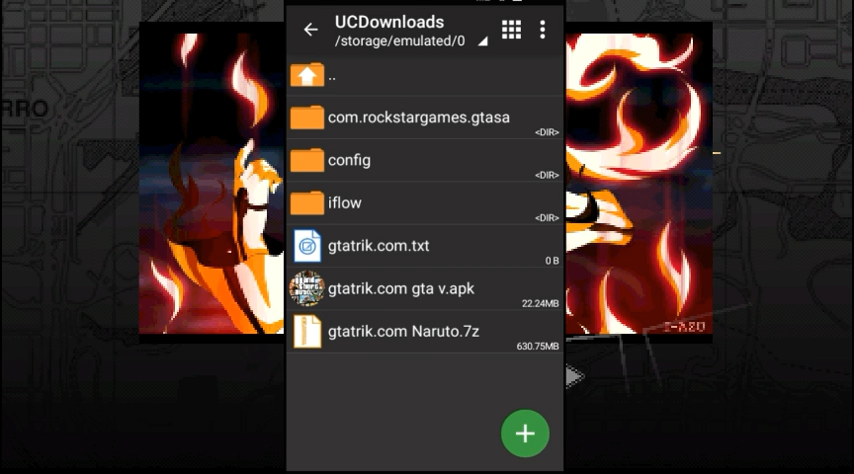 UCDownloads
/storage/emulated/0
..
com.rockstargames.gtasa
<DIR>
config
<DIR>
iflow
<DIR>
gtatrik.com.txt
0 B
gtatrik.com gta v.apk
22.24MB
gtatrik.com Naruto.7z
630.75MB
RRO